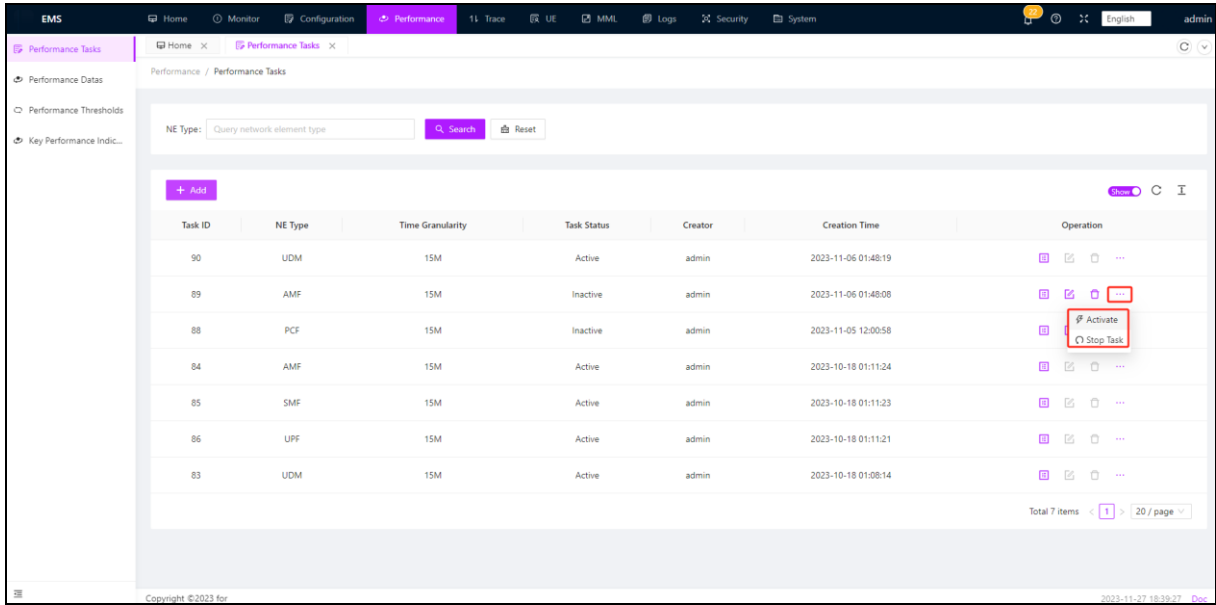 EMS Home Monitor Configuration Performance Trace UE MML Logs Security System 22 English admin
Performance Tasks
Performance Datas
Performance Thresholds
Key Performance Indic...
Home Performance Tasks
Performance / Performance Tasks
NE Type: Query network element type Search Reset
+ Add Show
Task ID NE Type Time Granularity Task Status Creator Creation Time Operation
90 UDM 15M Active admin 2023-11-06 01:48:19
89 AMF 15M Inactive admin 2023-11-06 01:48:08
Activate
88 PCF 15M Inactive admin 2023-11-05 12:00:58
Stop Task
84 AMF 15M Active admin 2023-10-18 01:11:24
85 SMF 15M Active admin 2023-10-18 01:11:23
86 UPF 15M Active admin 2023-10-18 01:11:21
83 UDM 15M Active admin 2023-10-18 01:08:14
Total 7 items < 1 > 20 / page
Copyright ©2023 for 2023-11-27 18:39:27 Doc